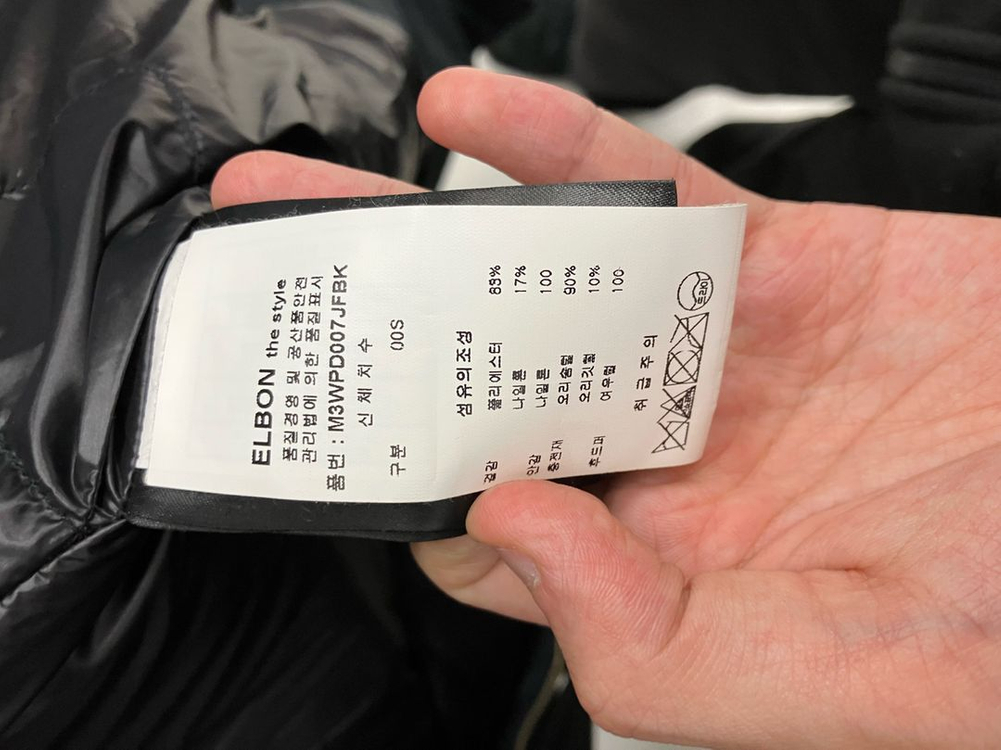 ELBON the style
품질경영 및 공산품안전
관리법에 의한 품질표시
품번 : M3WPD007JFBK
신 체 치 수
구분 00S
섬유의조성
겉감 폴리에스터 83%
나일론 17%
안감 나일론 100
충전재 오리솜털 90%
오리깃털 10%
후드퍼 여우털 100
취 급 주 의
드라이